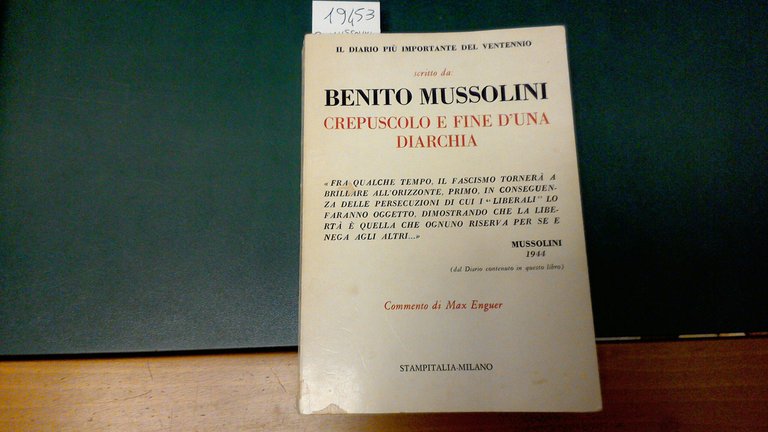 19453
IL DIARIO PIÙ IMPORTANTE DEL VENTENNIO
scritto da:
BENITO MUSSOLINI
CREPUSCOLO E FINE D'UNA
DIARCHIA
« FRA QUALCHE TEMPO, IL FASCISMO TORNERÀ A
BRILLARE ALL'ORIZZONTE, PRIMO, IN CONSEGUEN-
ZA DELLE PERSECUZIONI DI CUI I “LIBERALI” LO
FARANNO OGGETTO, DIMOSTRANDO CHE LA LIBER-
TÀ È QUELLA CHE OGNUNO RISERVA PER SE E
NEGA AGLI ALTRI...»
MUSSOLINI
1944
(dal Diario contenuto in questo libro)
Commento di Max Enguer
STAMPITALIA-MILANO